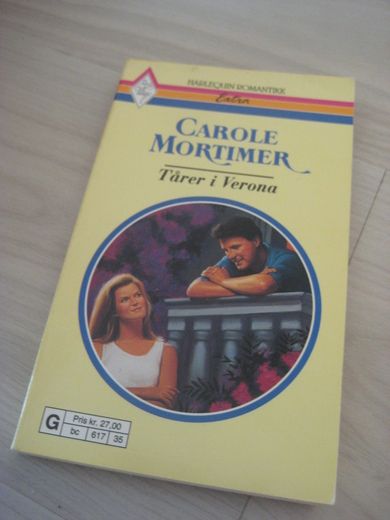 HARLEQUIN ROMANTIKK
Extra
CAROLE
MORTIMER
Tårer i Verona
G
Pris kr. 27,00
bc 617 35